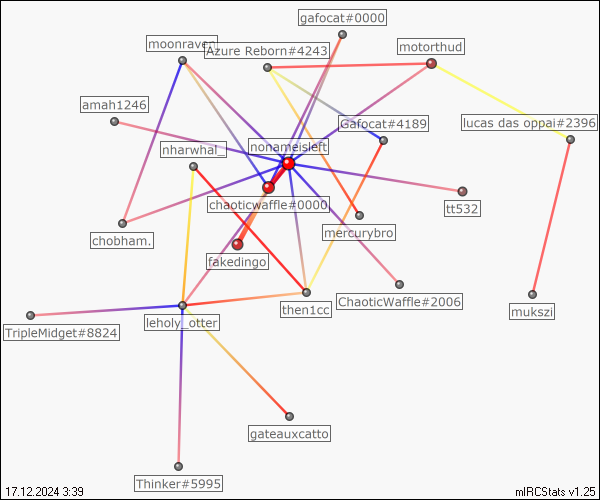 gafocat#0000
moonraven
Azure Reborn#4243
motorthud
amah1246
Gafocat#4189
lucas das oppai#2396
nharwhal_
nonameisleft
chaoticwaffle#0000
tt532
mercurybro
chobham.
fakedingo
ChaoticWaffle#2006
then1cc
mukszi
TripleMidget#8824
leholy_otter
gateauxcatto
Thinker#5995
17.12.2024 3:39
mIRCStats v1.25